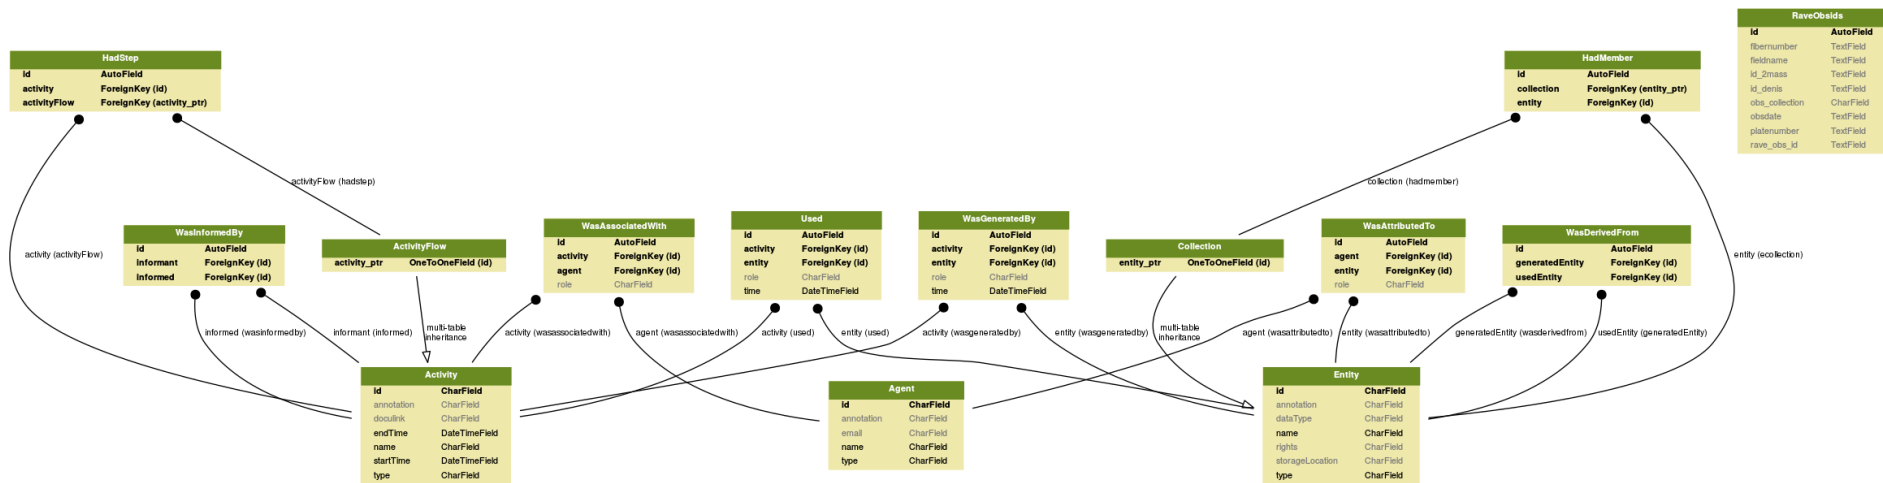 RaveObsids
id AutoField
fibernumber TextField
fieldname TextField
id_2mass TextField
id_denis TextField
obs_collection CharField
obsdate TextField
platenumber TextField
rave_obs_id TextField
HadStep
id AutoField
activity ForeignKey (id)
activityFlow ForeignKey (activity_ptr)
HadMember
id AutoField
collection ForeignKey (entity_ptr)
entity ForeignKey (id)
activityFlow (hadstep)
collection (hadmember)
WasInformedBy
id AutoField
informant ForeignKey (id)
informed ForeignKey (id)
ActivityFlow
activity_ptr OneToOneField (id)
WasAssociatedWith
id AutoField
activity ForeignKey (id)
agent ForeignKey (id)
role CharField
Used
id AutoField
activity ForeignKey (id)
entity ForeignKey (id)
role CharField
time DateTimeField
WasGeneratedBy
id AutoField
activity ForeignKey (id)
entity ForeignKey (id)
role CharField
time DateTimeField
Collection
entity_ptr OneToOneField (id)
WasAttributedTo
id AutoField
agent ForeignKey (id)
entity ForeignKey (id)
role CharField
WasDerivedFrom
id AutoField
generatedEntity ForeignKey (id)
usedEntity ForeignKey (id)
activity (activityFlow)
entity (ecollection)
informed (wasinformedby)
informant (informed)
multi-table
inheritance
activity (wasassociatedwith)
agent (wasassociatedwith)
activity (used)
entity (used)
activity (wasgeneratedby)
entity (wasgeneratedby)
multi-table
inheritance
agent (wasattributedto)
entity (wasattributedto)
generatedEntity (wasderivedfrom)
usedEntity (generatedEntity)
Activity
id CharField
annotation CharField
doculink CharField
endTime DateTimeField
name CharField
startTime DateTimeField
type CharField
Agent
id CharField
annotation CharField
email CharField
name CharField
type CharField
Entity
id CharField
annotation CharField
dataType CharField
name CharField
rights CharField
storageLocation CharField
type CharField